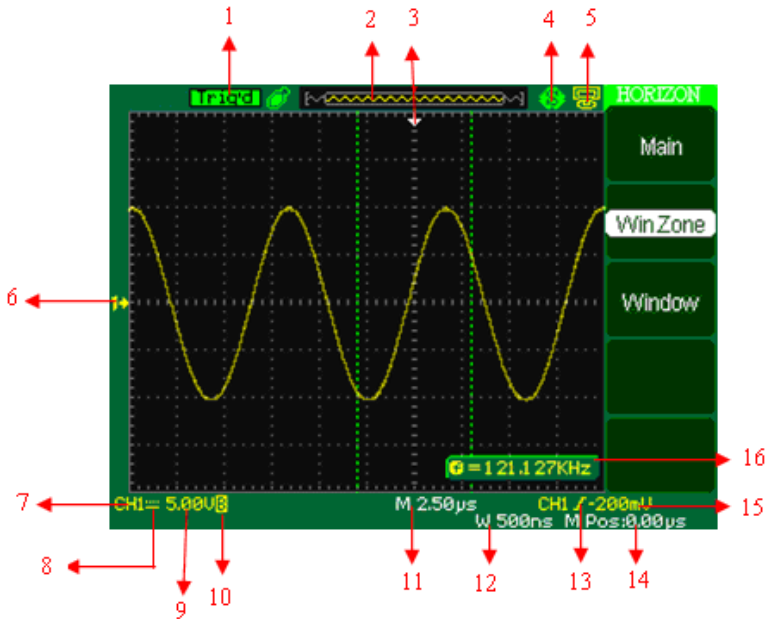 1 2 3 4 5
Trig'd S HORIZON
Main
Win Zone
6 1
Window
f =121.127KHz 16
7 CH1 5.00V B M 2.50µs CH1 -200mV 15
W 500ns M Pos:0.00µs
8 9 10 11 12 13 14